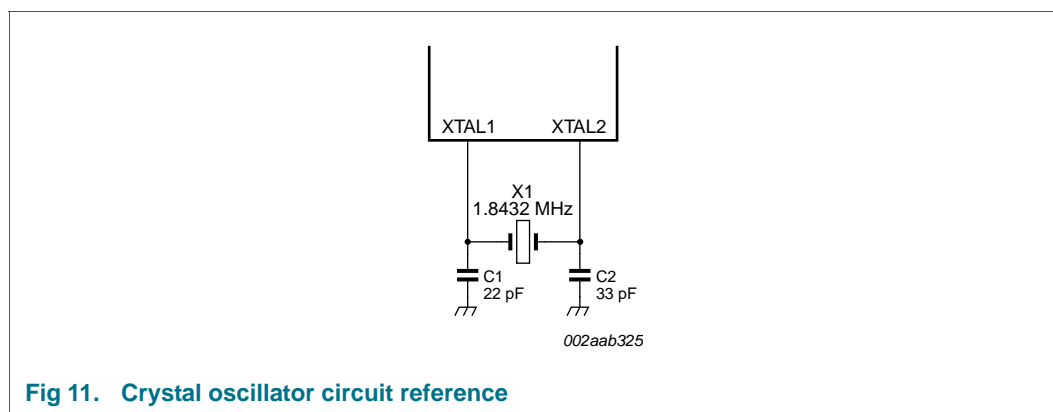 XTAL1 XTAL2
X1
1.8432 MHz
C1
22 pF
C2
33 pF
002aab325
Fig 11. Crystal oscillator circuit reference